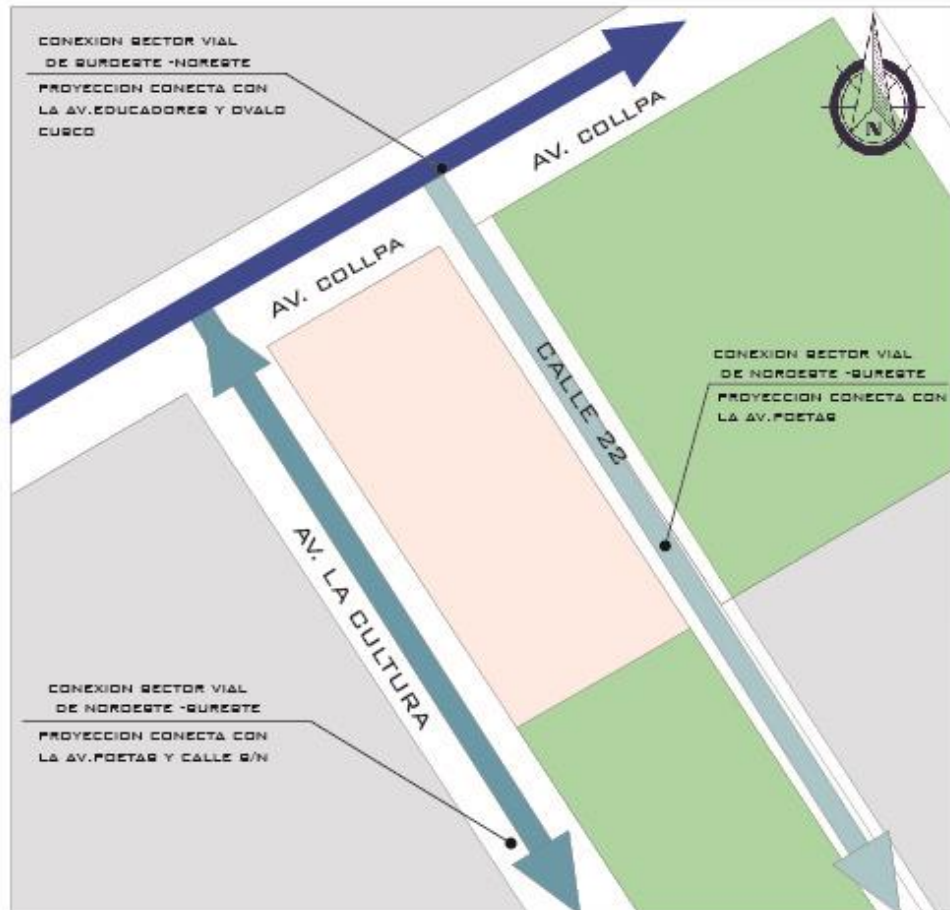 CONEXION SECTOR VIAL
DE SUROESTE -NORESTE
PROYECCION CONECTA CON
LA AV.EDUCADORES Y OVALO
CUSCO
AV. COLLPA
N
AV. COLLPA
CALLE 22
CONEXION SECTOR VIAL
DE NOROESTE -SURESTE
PROYECCION CONECTA CON
LA AV.POETAS
AV. LA CULTURA
CONEXION SECTOR VIAL
DE NOROESTE -SURESTE
PROYECCION CONECTA CON
LA AV.POETAS Y CALLE S/N